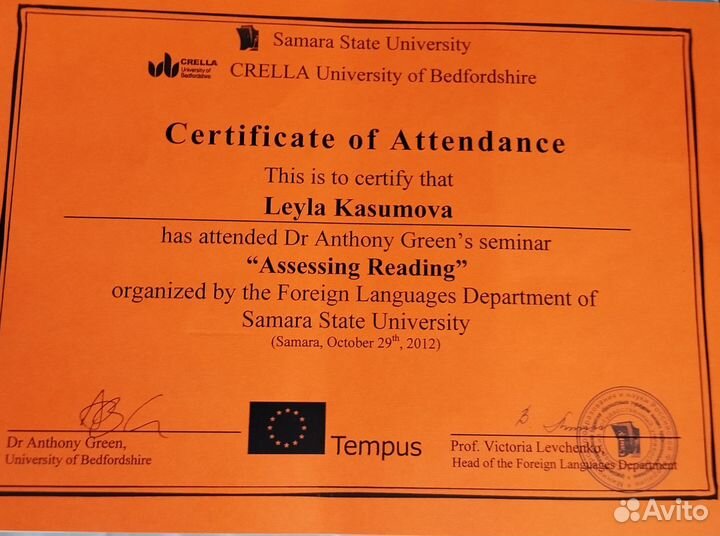 Samara State University
CRELLA
University of
Bedfordshire
CRELLA University of Bedfordshire
Certificate of Attendance
This is to certify that
Leyla Kasumova
has attended Dr Anthony Green’s seminar
“Assessing Reading”
organized by the Foreign Languages Department of
Samara State University
(Samara, October 29th, 2012)
Dr Anthony Green,
University of Bedfordshire
Tempus
Prof. Victoria Levchenko,
Head of the Foreign Languages Department
Avito